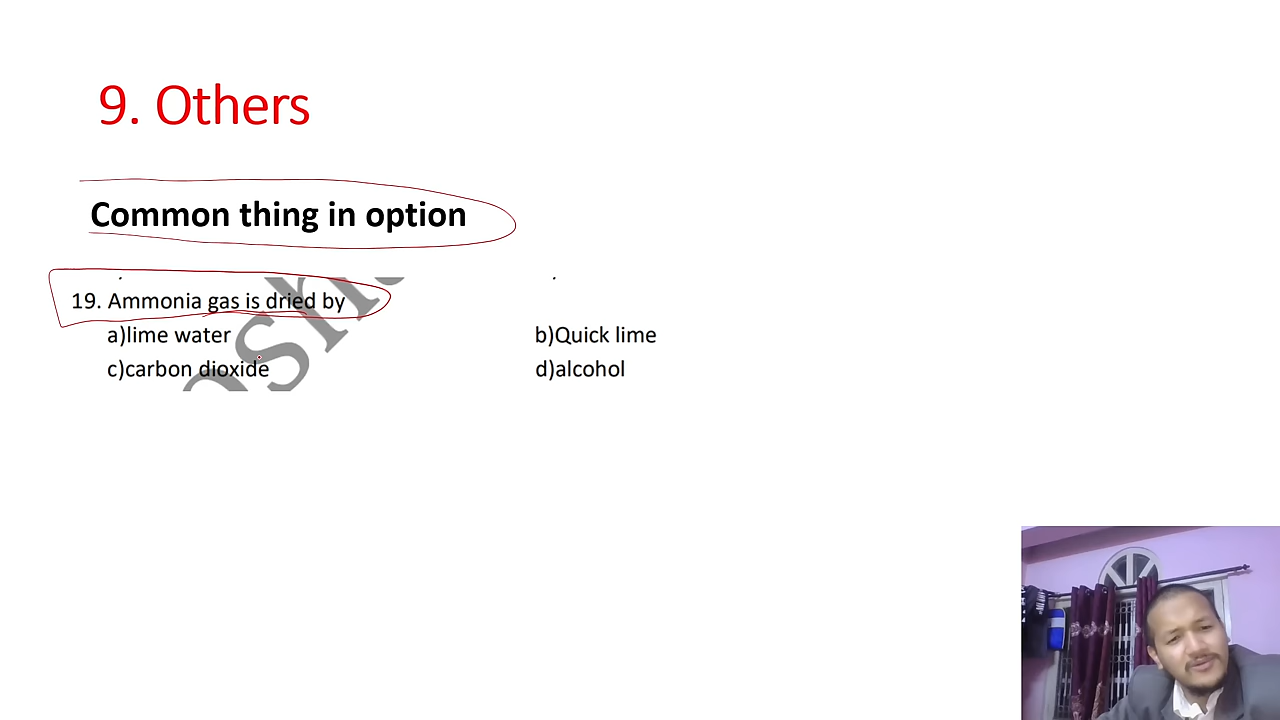 9. Others
Common thing in option
19. Ammonia gas is dried by
a)lime water b)Quick lime
c)carbon dioxide d)alcohol